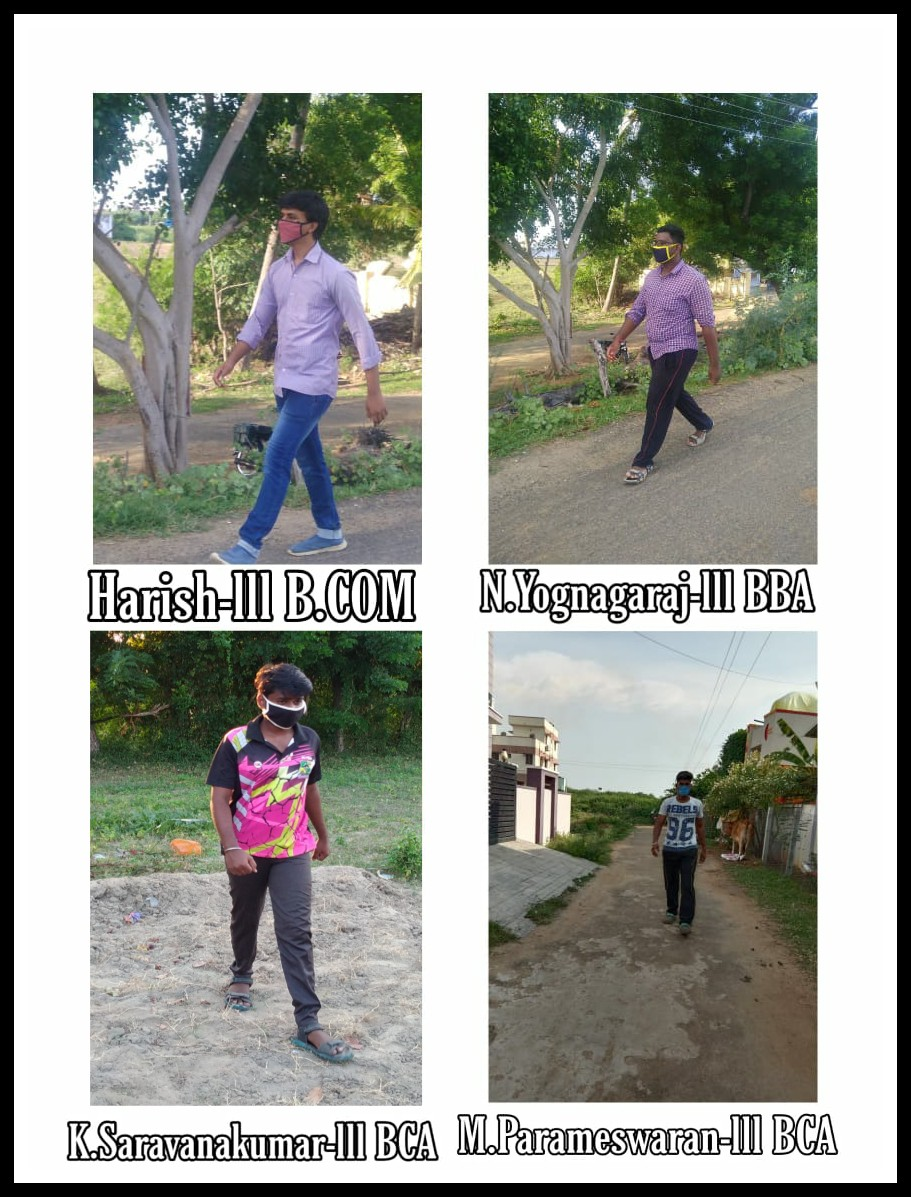 Harish-III B.COM
N.Yognagaraj-III BBA
REBELS
96
K.Saravanakumar-III BCA
M.Parameswaran-III BCA